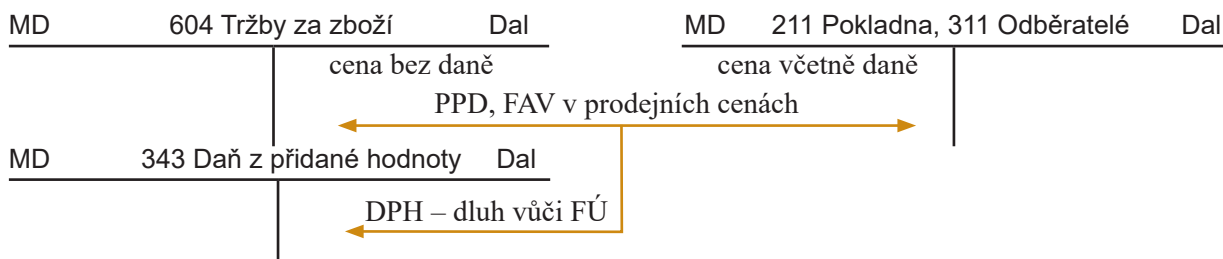 MD 604 Tržby za zboží Dal MD 211 Pokladna, 311 Odběratelé Dal
cena bez daně cena včetně daně
PPD, FAV v prodejních cenách
MD 343 Daň z přidané hodnoty Dal
DPH – dluh vůči FÚ